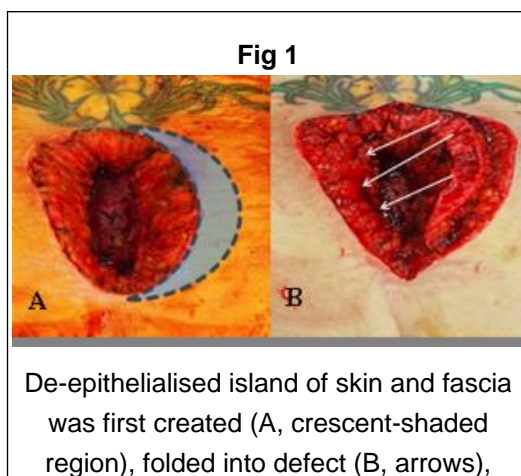 Fig 1
A
B
De-epithelialised island of skin and fascia
was first created (A, crescent-shaded
region), folded into defect (B, arrows),